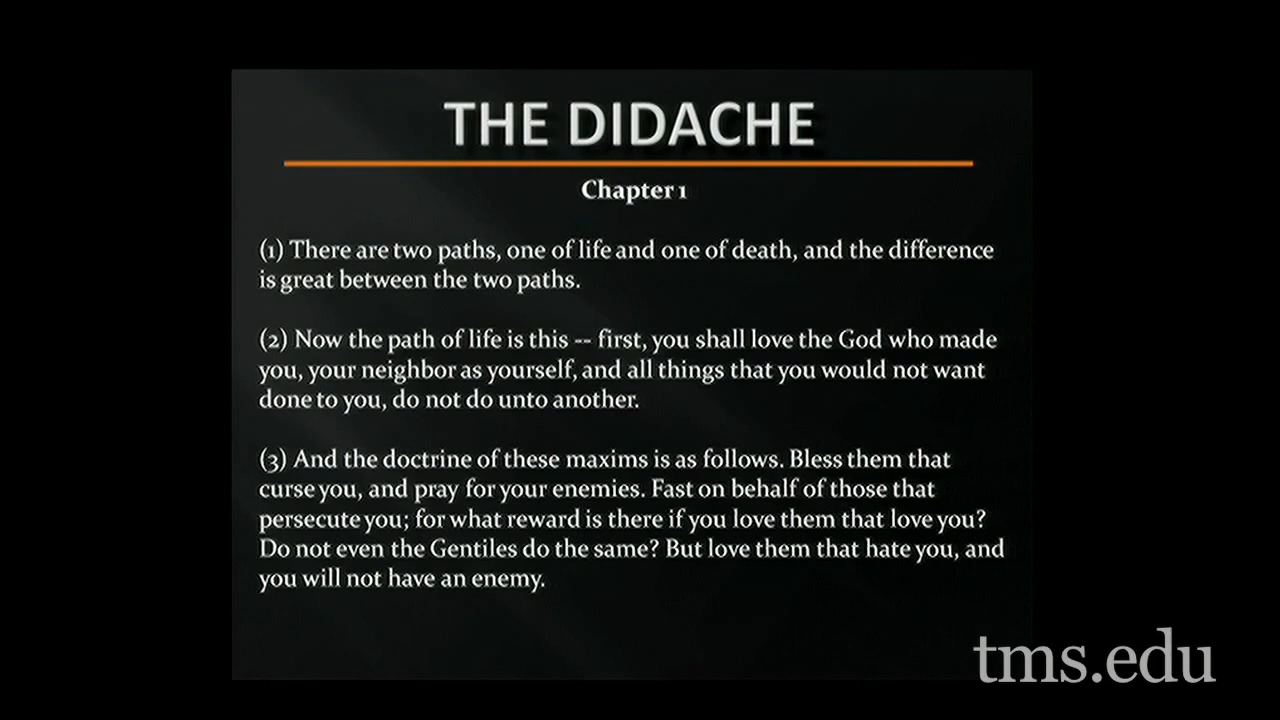 THE DIDACHE
Chapter 1
(1) There are two paths, one of life and one of death, and the difference
is great between the two paths.
(2) Now the path of life is this -- first, you shall love the God who made
you, your neighbor as yourself, and all things that you would not want
done to you, do not do unto another.
(3) And the doctrine of these maxims is as follows. Bless them that
curse you, and pray for your enemies. Fast on behalf of those that
persecute you; for what reward is there if you love them that love you?
Do not even the Gentiles do the same? But love them that hate you, and
you will not have an enemy.
tms.edu